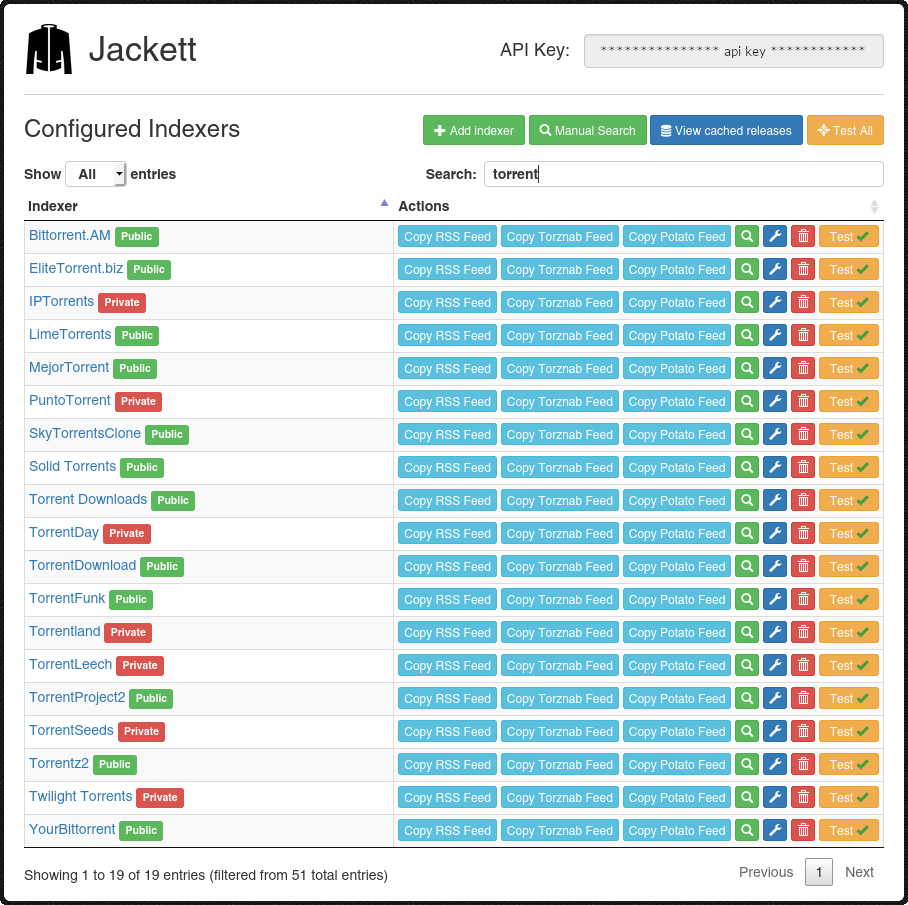 Jackett
API Key: *************** api key ************
Configured Indexers
Add indexer Manual Search View cached releases Test All
Show All entries Search: torrent
Indexer Actions
Bittorrent.AM Public Copy RSS Feed Copy Torznab Feed Copy Potato Feed Test
EliteTorrent.biz Public Copy RSS Feed Copy Torznab Feed Copy Potato Feed Test
IPTorrents Private Copy RSS Feed Copy Torznab Feed Copy Potato Feed Test
LimeTorrents Public Copy RSS Feed Copy Torznab Feed Copy Potato Feed Test
MejorTorrent Public Copy RSS Feed Copy Torznab Feed Copy Potato Feed Test
PuntoTorrent Private Copy RSS Feed Copy Torznab Feed Copy Potato Feed Test
SkyTorrentsClone Public Copy RSS Feed Copy Torznab Feed Copy Potato Feed Test
Solid Torrents Public Copy RSS Feed Copy Torznab Feed Copy Potato Feed Test
Torrent Downloads Public Copy RSS Feed Copy Torznab Feed Copy Potato Feed Test
TorrentDay Private Copy RSS Feed Copy Torznab Feed Copy Potato Feed Test
TorrentDownload Public Copy RSS Feed Copy Torznab Feed Copy Potato Feed Test
TorrentFunk Public Copy RSS Feed Copy Torznab Feed Copy Potato Feed Test
Torrentland Private Copy RSS Feed Copy Torznab Feed Copy Potato Feed Test
TorrentLeech Private Copy RSS Feed Copy Torznab Feed Copy Potato Feed Test
TorrentProject2 Public Copy RSS Feed Copy Torznab Feed Copy Potato Feed Test
TorrentSeeds Private Copy RSS Feed Copy Torznab Feed Copy Potato Feed Test
Torrentz2 Public Copy RSS Feed Copy Torznab Feed Copy Potato Feed Test
Twilight Torrents Private Copy RSS Feed Copy Torznab Feed Copy Potato Feed Test
YourBittorrent Public Copy RSS Feed Copy Torznab Feed Copy Potato Feed Test
Showing 1 to 19 of 19 entries (filtered from 51 total entries) Previous 1 Next